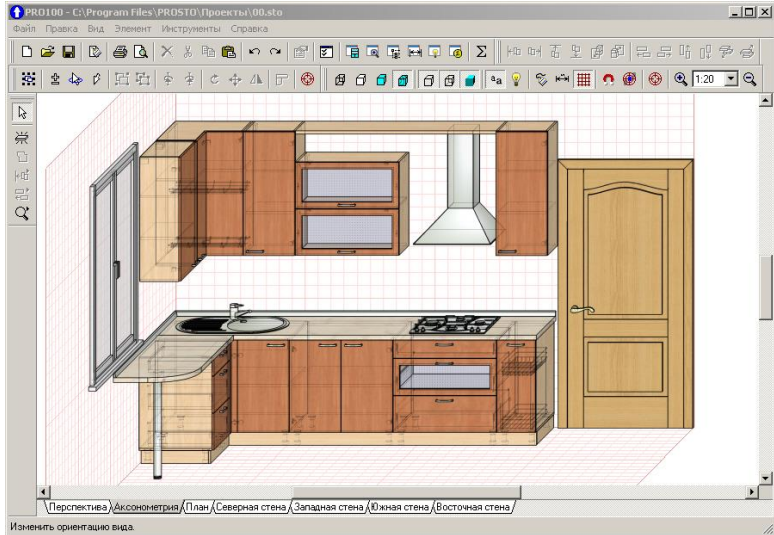 PRO100 - C:\Program Files\PROSTO\Проекты\00.sto
Файл Правка Вид Элемент Инструменты Справка
aa 1:20
Перспектива Аксонометрия План Северная стена Западная стена Южная стена Восточная стена
Изменить ориентацию вида.